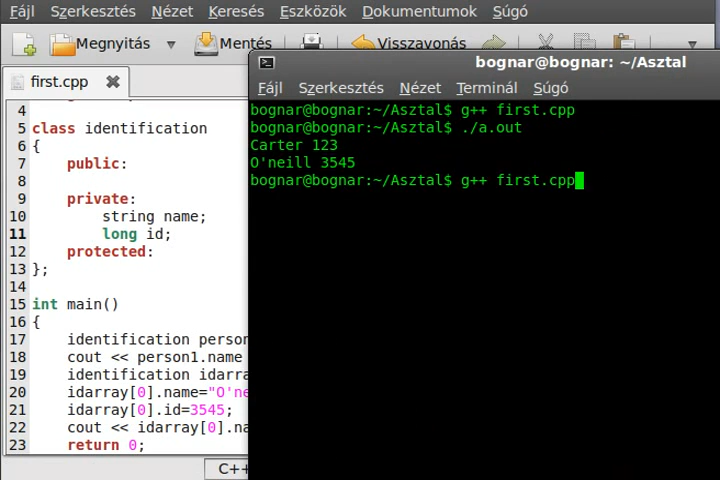 Fájl Szerkesztés Nézet Keresés Eszközök Dokumentumok Súgó
Megnyitás Mentés Visszavonás
first.cpp
4
5 class identification
6 {
7 public:
8
9 private:
10 string name;
11 long id;
12 protected:
13 };
14
15 int main()
16 {
17 identification person
18 cout << person1.name
19 identification idarra
20 idarray[0].name="O'ne
21 idarray[0].id=3545;
22 cout << idarray[0].na
23 return 0;
C++
bognar@bognar: ~/Asztal
Fájl Szerkesztés Nézet Terminál Súgó
bognar@bognar:~/Asztal$ g++ first.cpp
bognar@bognar:~/Asztal$ ./a.out
Carter 123
O'neill 3545
bognar@bognar:~/Asztal$ g++ first.cpp